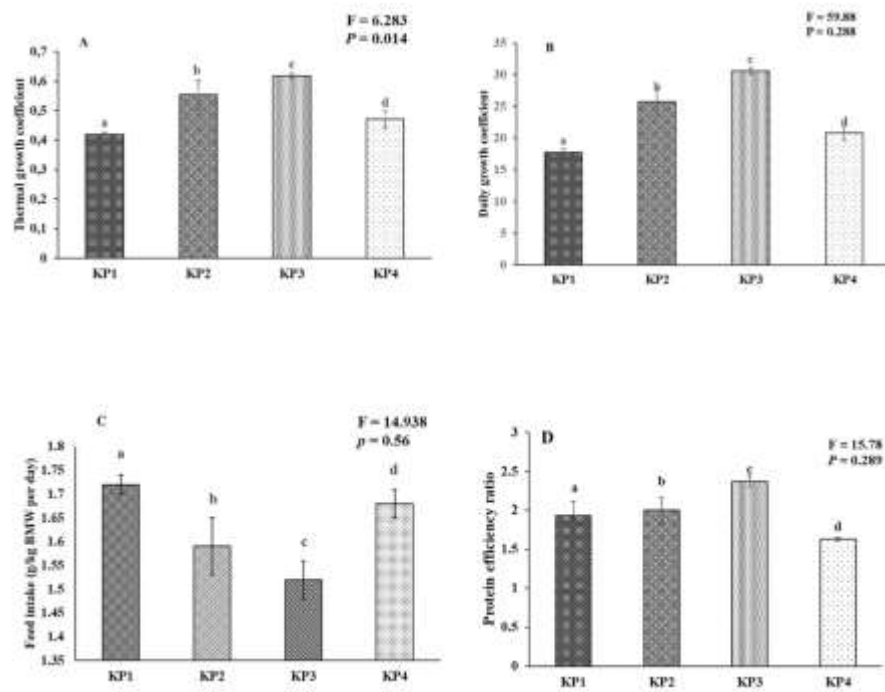 A
F = 6.283
P = 0.014
Thermal growth coefficient
0,7
0,6
0,5
0,4
0,3
0,2
0,1
0
a
b
c
d
KP1 KP2 KP3 KP4
B
F = 59.88
P = 0.288
Daily growth coefficient
35
30
25
20
15
10
5
0
a
b
c
d
KP1 KP2 KP3 KP4
C
F = 14.938
p = 0.56
Feed intake (g/kg BMW per day)
1.8
1.75
1.7
1.65
1.6
1.55
1.5
1.45
1.4
1.35
a
b
c
d
KP1 KP2 KP3 KP4
D
F = 15.78
P = 0.289
Protein efficiency ratio
3
2.5
2
1.5
1
0.5
0
a
b
c
d
KP1 KP2 KP3 KP4